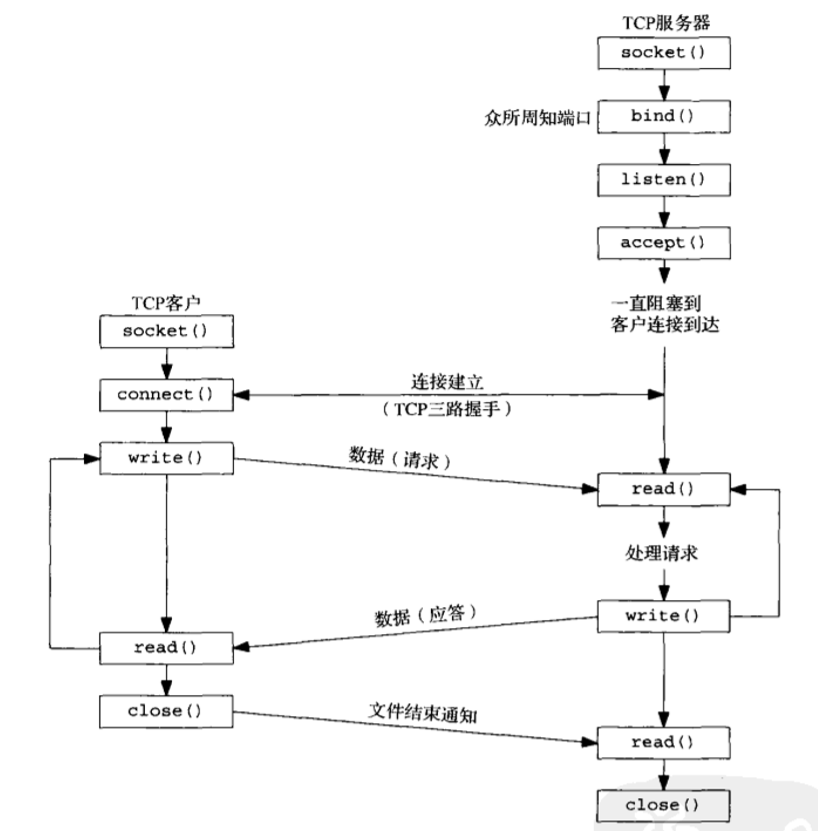 TCP服务器
socket()
众所周知端口
bind()
listen()
accept()
一直阻塞到
客户连接到达
TCP客户
socket()
connect()
连接建立
（TCP三路握手）
write()
数据（请求）
read()
处理请求
数据（应答）
write()
read()
close()
文件结束通知
read()
close()